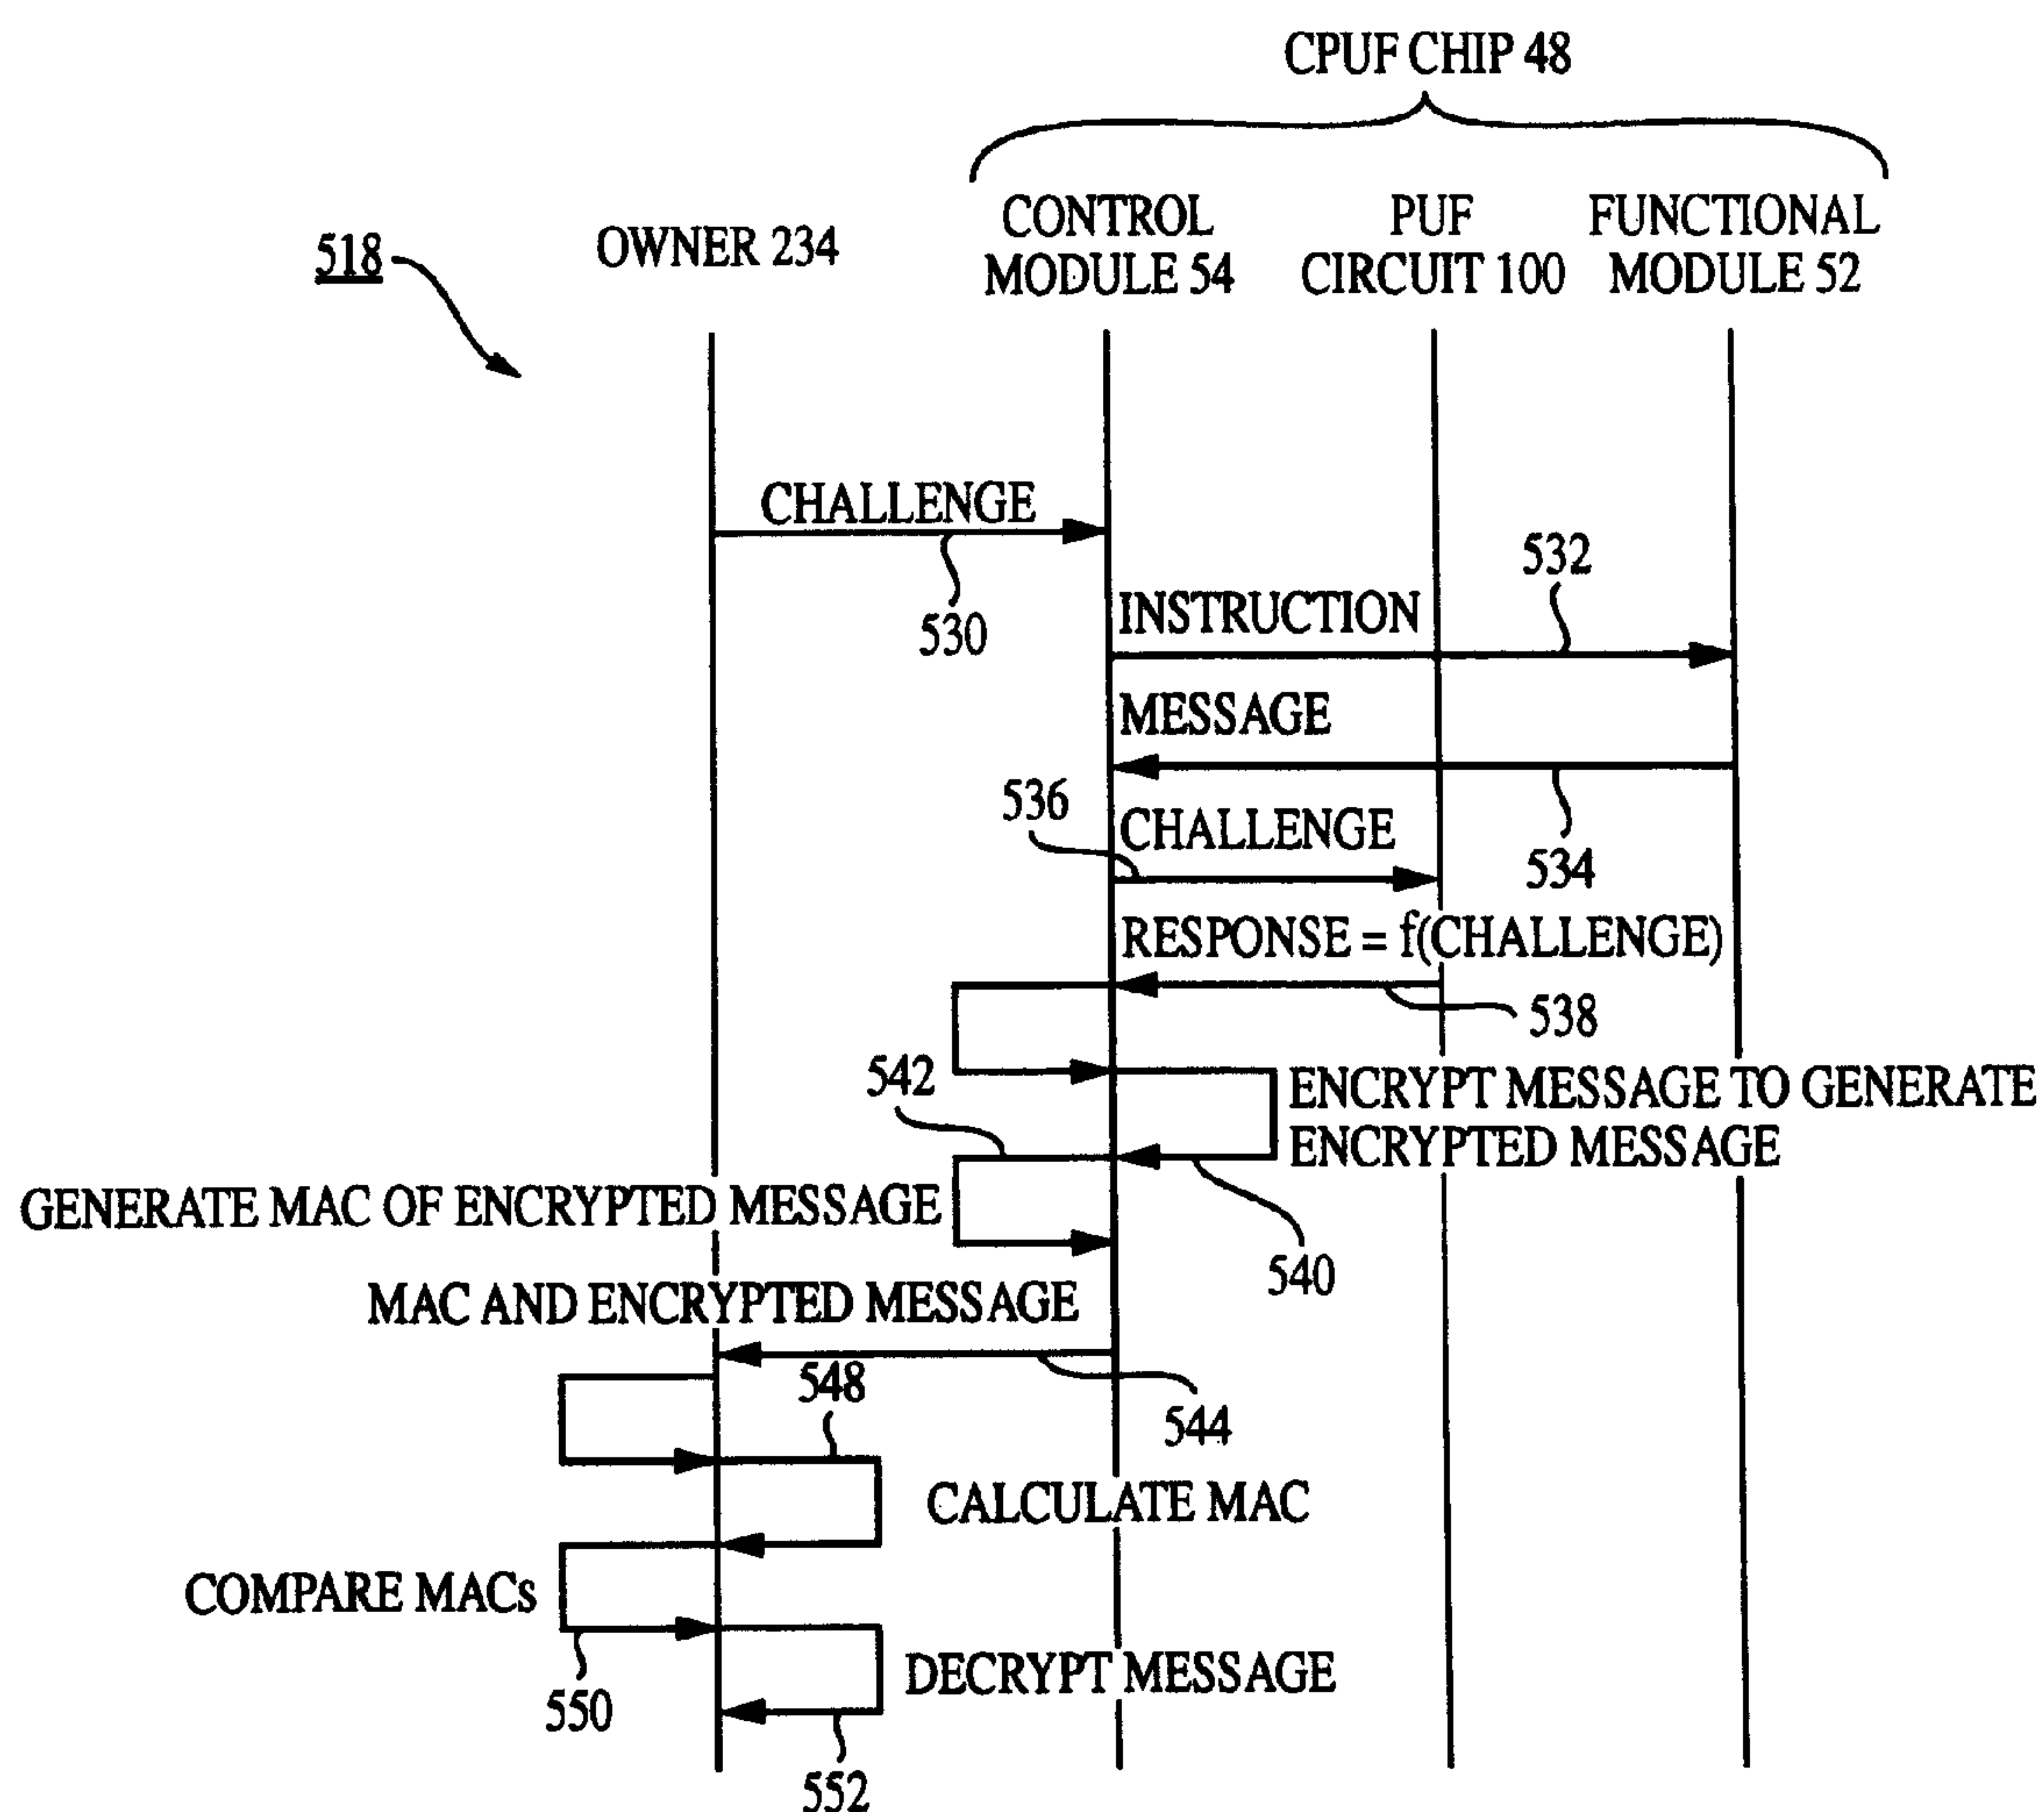 CPUF CHIP 48
518
OWNER 234
CONTROL
MODULE 54
PUF
CIRCUIT 100
FUNCTIONAL
MODULE 52
CHALLENGE
530
532
INSTRUCTION
MESSAGE
534
536
CHALLENGE
RESPONSE = f(CHALLENGE)
538
542
ENCRYPT MESSAGE TO GENERATE
ENCRYPTED MESSAGE
GENERATE MAC OF ENCRYPTED MESSAGE
540
MAC AND ENCRYPTED MESSAGE
548
544
CALCULATE MAC
COMPARE MACs
550
DECRYPT MESSAGE
552